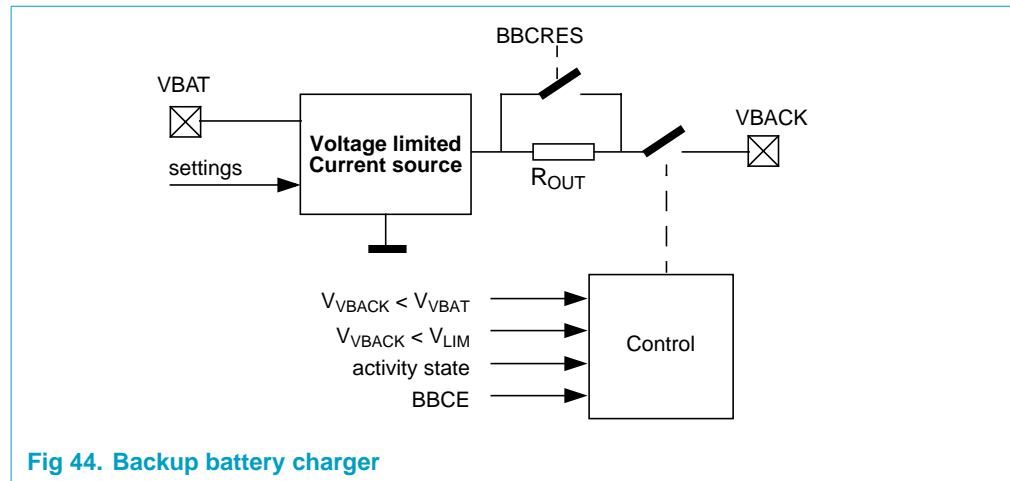 BBCRES
VBAT
VBACK
Voltage limited
Current source
settings
ROUT
VVBACK < VVBAT
VVBACK < VLIM
activity state
BBCE
Control
Fig 44. Backup battery charger